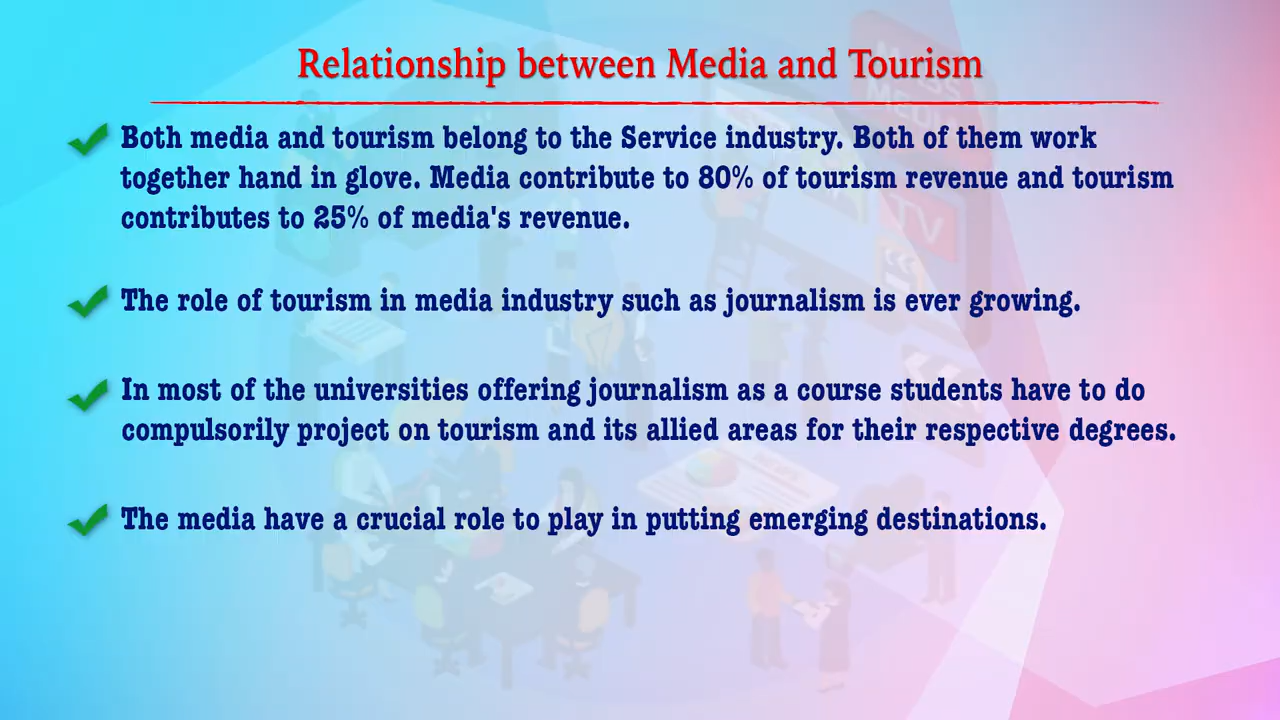 Relationship between Media and Tourism
Both media and tourism belong to the Service industry. Both of them work
together hand in glove. Media contribute to 80% of tourism revenue and tourism
contributes to 25% of media's revenue.
The role of tourism in media industry such as journalism is ever growing.
In most of the universities offering journalism as a course students have to do
compulsorily project on tourism and its allied areas for their respective degrees.
The media have a crucial role to play in putting emerging destinations.
MASS
MEDIA
TV
NEWS